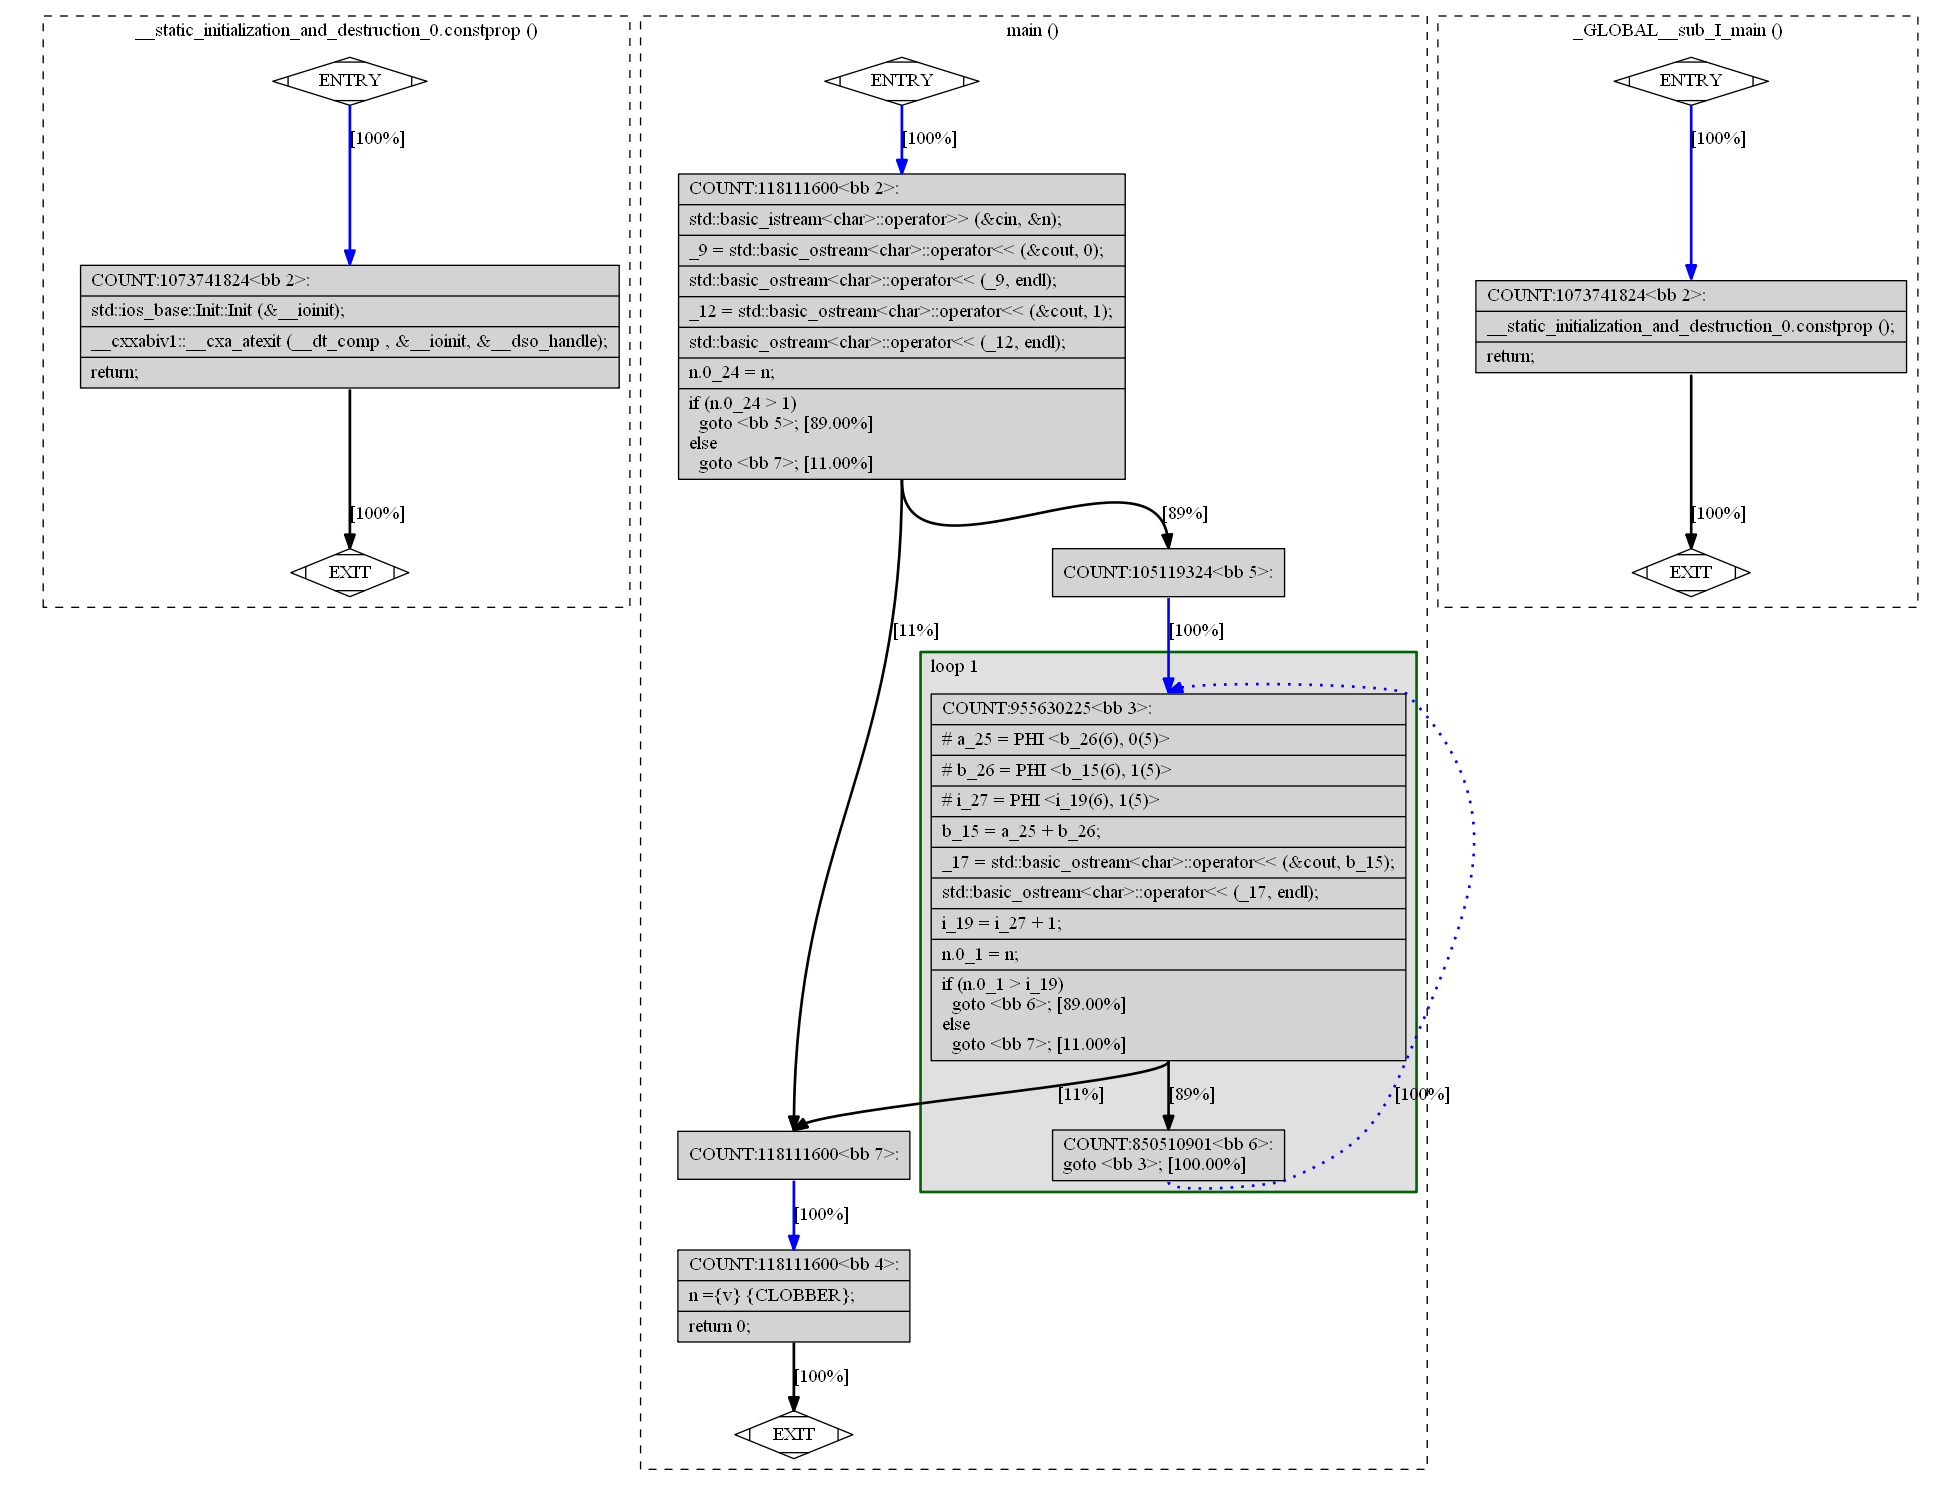 __static_initialization_and_destruction_0.constprop ()
ENTRY
[100%]
COUNT:1073741824<bb 2>:
std::ios_base::Init::Init (&__ioinit);
__cxxabiv1::__cxa_atexit (__dt_comp , &__ioinit, &__dso_handle);
return;
[100%]
EXIT
main ()
ENTRY
[100%]
COUNT:118111600<bb 2>:
std::basic_istream<char>::operator>> (&cin, &n);
_9 = std::basic_ostream<char>::operator<< (&cout, 0);
std::basic_ostream<char>::operator<< (_9, endl);
_12 = std::basic_ostream<char>::operator<< (&cout, 1);
std::basic_ostream<char>::operator<< (_12, endl);
n.0_24 = n;
if (n.0_24 > 1)
goto <bb 5>; [89.00%]
else
goto <bb 7>; [11.00%]
[89%]
COUNT:105119324<bb 5>:
[11%]
[100%]
loop 1
COUNT:955630225<bb 3>:
# a_25 = PHI <b_26(6), 0(5)>
# b_26 = PHI <b_15(6), 1(5)>
# i_27 = PHI <i_19(6), 1(5)>
b_15 = a_25 + b_26;
_17 = std::basic_ostream<char>::operator<< (&cout, b_15);
std::basic_ostream<char>::operator<< (_17, endl);
i_19 = i_27 + 1;
n.0_1 = n;
if (n.0_1 > i_19)
goto <bb 6>; [89.00%]
else
goto <bb 7>; [11.00%]
[11%]
[89%]
[100%]
COUNT:850510901<bb 6>:
goto <bb 3>; [100.00%]
COUNT:118111600<bb 7>:
[100%]
COUNT:118111600<bb 4>:
n ={v} {CLOBBER};
return 0;
[100%]
EXIT
_GLOBAL__sub_I_main ()
ENTRY
[100%]
COUNT:1073741824<bb 2>:
__static_initialization_and_destruction_0.constprop ();
return;
[100%]
EXIT